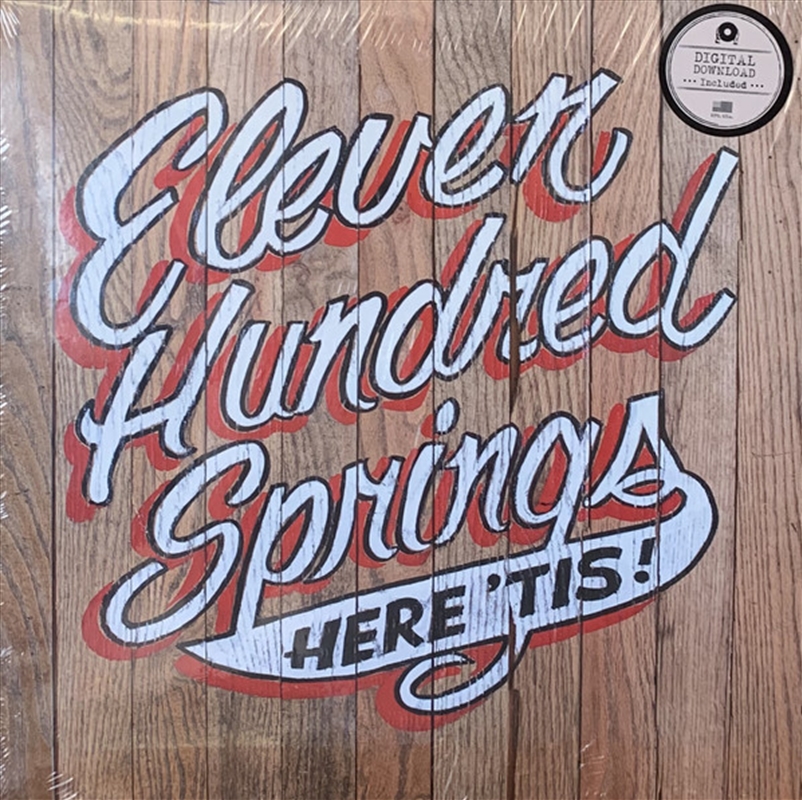 Eleven
Hundred
Springs
HERE 'TIS!
DIGITAL
DOWNLOAD
••• Included •••